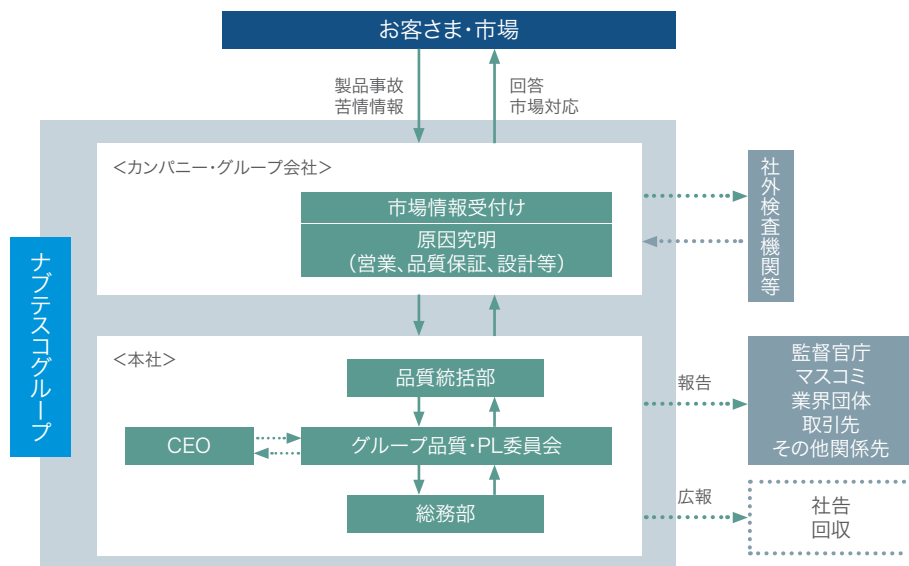 お客さま・市場
製品事故
苦情情報
回答
市場対応
<カンパニー・グループ会社>
市場情報受付け
原因究明
(営業、品質保証、設計等)
社外検査機関等
ナブテスコグループ
<本社>
品質統括部
CEO
グループ品質・PL委員会
総務部
報告
監督官庁
マスコミ
業界団体
取引先
その他関係先
広報
社告
回収